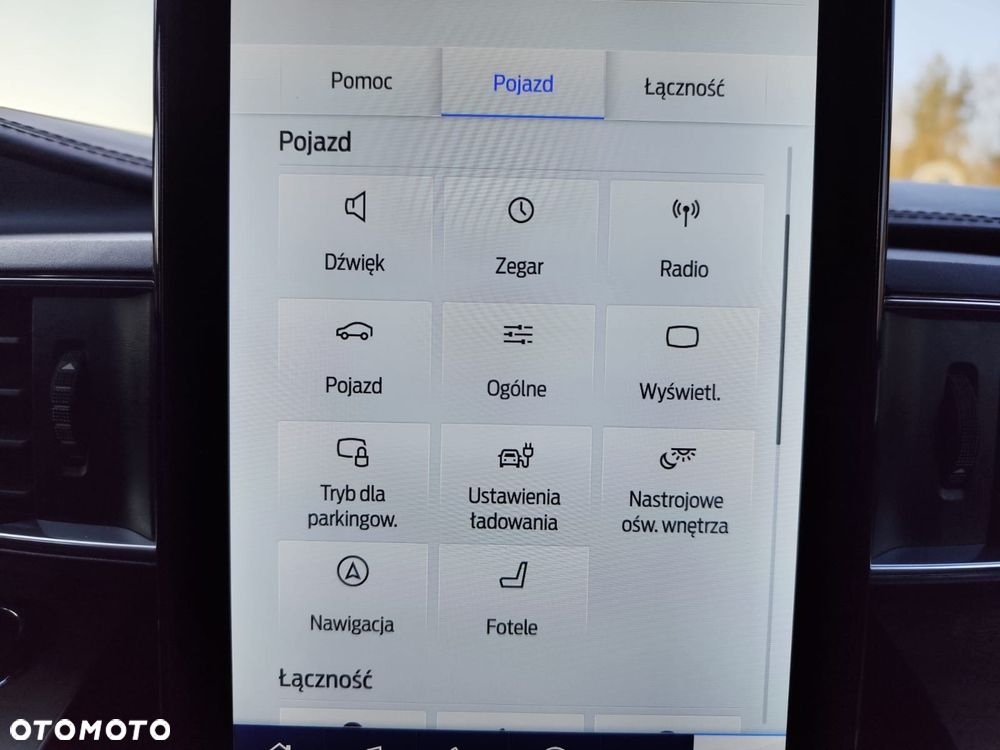 Pomoc
Pojazd
Łączność
Pojazd
Dźwięk
Zegar
Radio
Pojazd
Ogólne
Wyświetl.
Tryb dla
parkingow.
Ustawienia
ładowania
Nastrojowe
ośw. wnętrza
Nawigacja
Fotele
Łączność
OTOMOTO